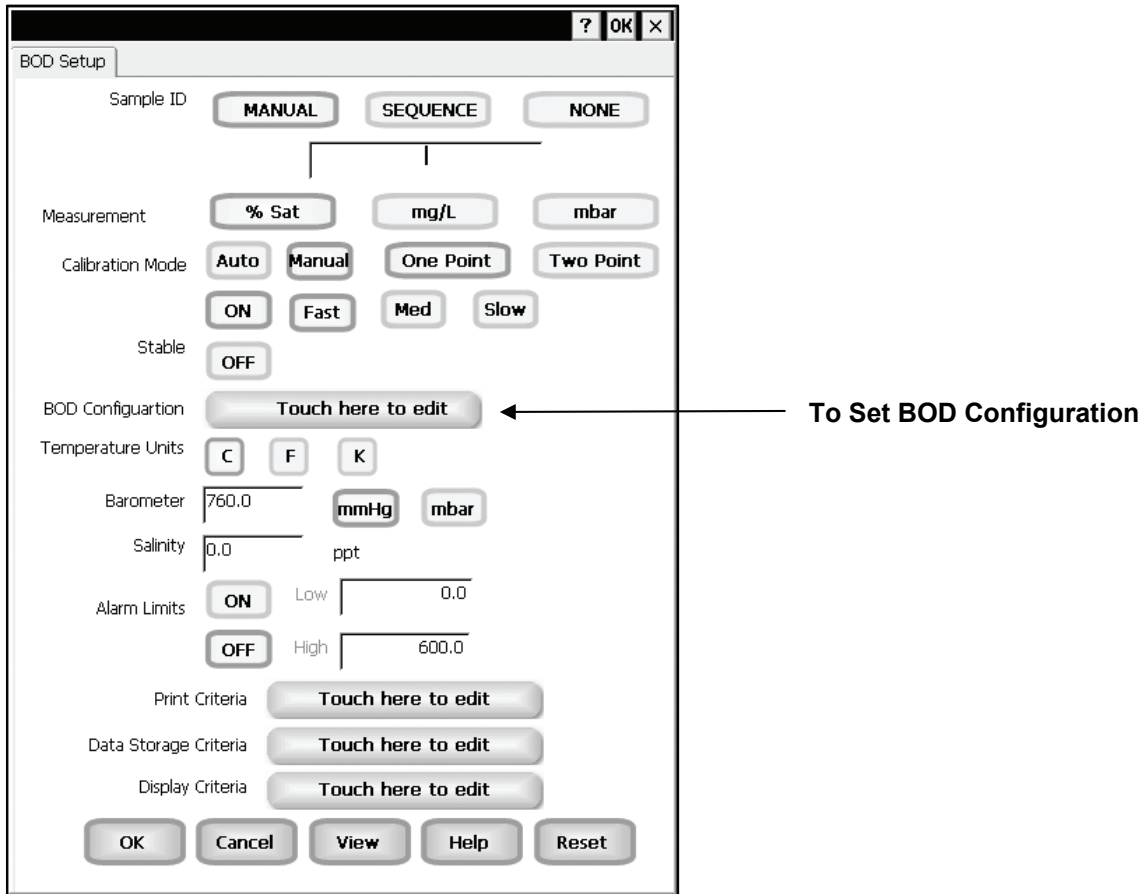 ? OK ×
BOD Setup
Sample ID MANUAL SEQUENCE NONE
Measurement % Sat mg/L mbar
Calibration Mode Auto Manual One Point Two Point
ON Fast Med Slow
Stable
OFF
BOD Configuartion Touch here to edit To Set BOD Configuration
Temperature Units C F K
Barometer 760.0 mmHg mbar
Salinity 0.0 ppt
Alarm Limits ON Low 0.0
OFF High 600.0
Print Criteria Touch here to edit
Data Storage Criteria Touch here to edit
Display Criteria Touch here to edit
OK Cancel View Help Reset